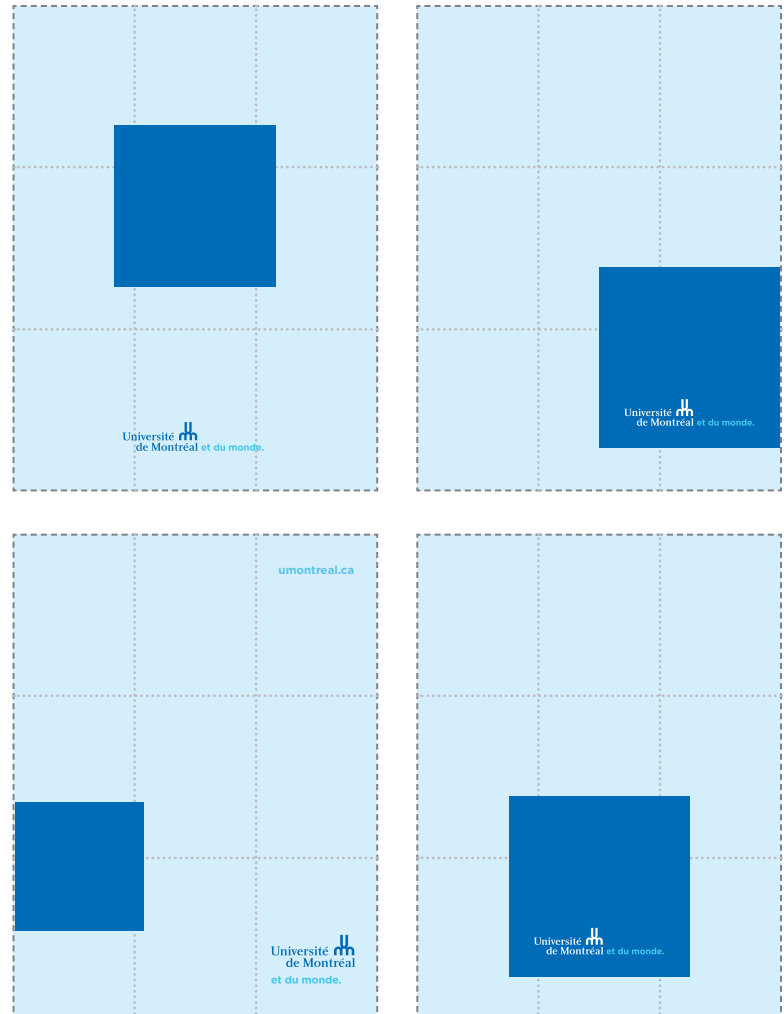 Université
de Montréal et du monde.
Université
de Montréal et du monde.
umontreal.ca
Université
de Montréal
et du monde.
Université
de Montréal et du monde.